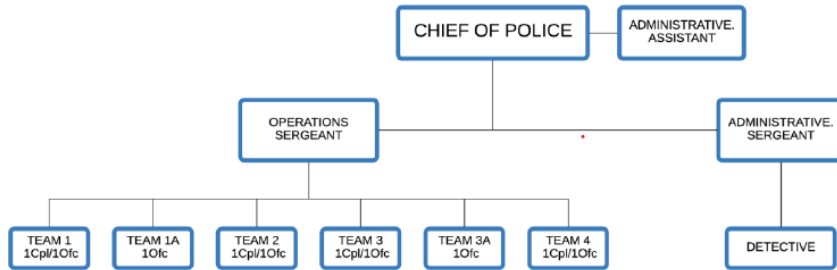 CHIEF OF POLICE
ADMINISTRATIVE.
ASSISTANT
OPERATIONS
SERGEANT
ADMINISTRATIVE.
SERGEANT
TEAM 1
1Cpl/1Ofc
TEAM 1A
1Ofc
TEAM 2
1Cpl/1Ofc
TEAM 3
1Cpl/1Ofc
TEAM 3A
1Ofc
TEAM 4
1Cpl/1Ofc
DETECTIVE